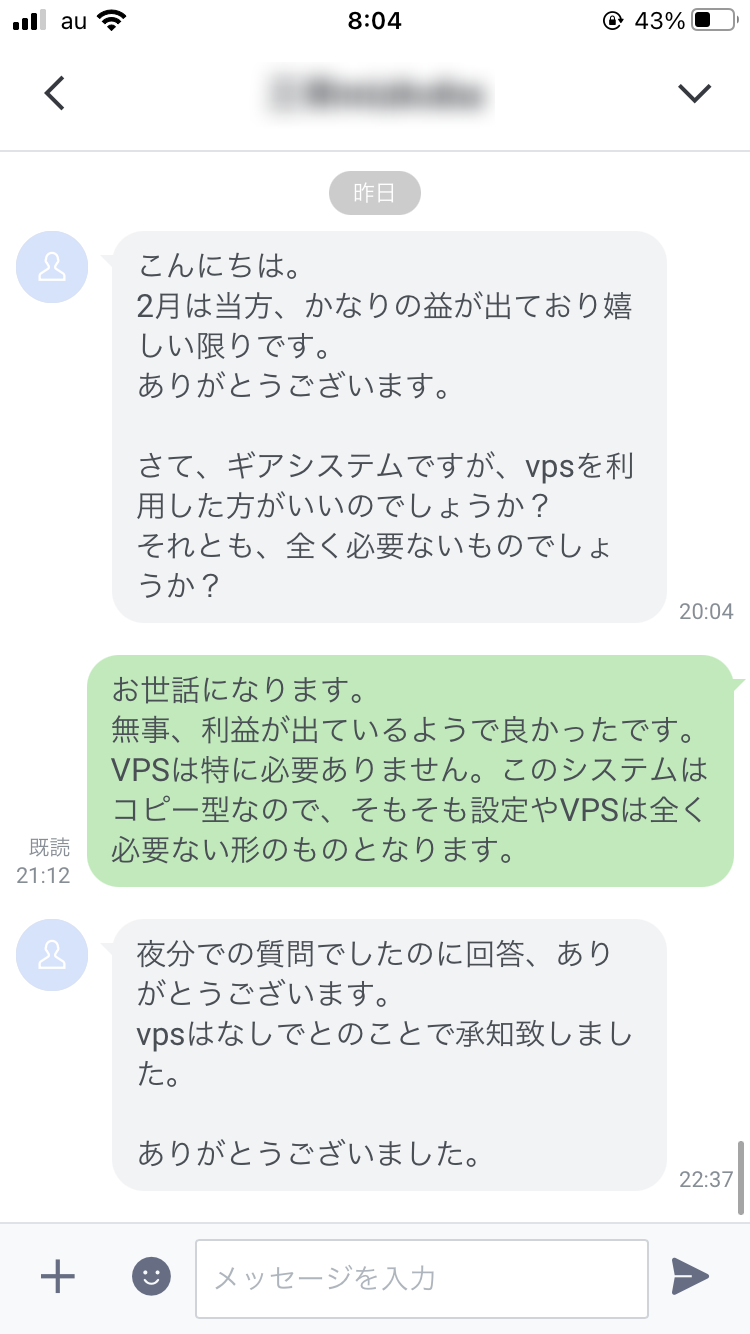 au 8:04 43%
昨日
こんにちは。
2月は当方、かなりの益が出ており嬉
しい限りです。
ありがとうございます。
さて、ギアシステムですが、vpsを利
用した方がいいのでしょうか？
それとも、全く必要ないものでしょ
うか？
20:04
お世話になります。
無事、利益が出ているようで良かったです。
VPSは特に必要ありません。このシステムは
コピー型なので、そもそも設定やVPSは全く
必要ない形のものとなります。
既読
21:12
夜分での質問でしたのに回答、あり
がとうございます。
vpsはなしでとのことで承知致しまし
た。
ありがとうございました。
22:37
メッセージを入力